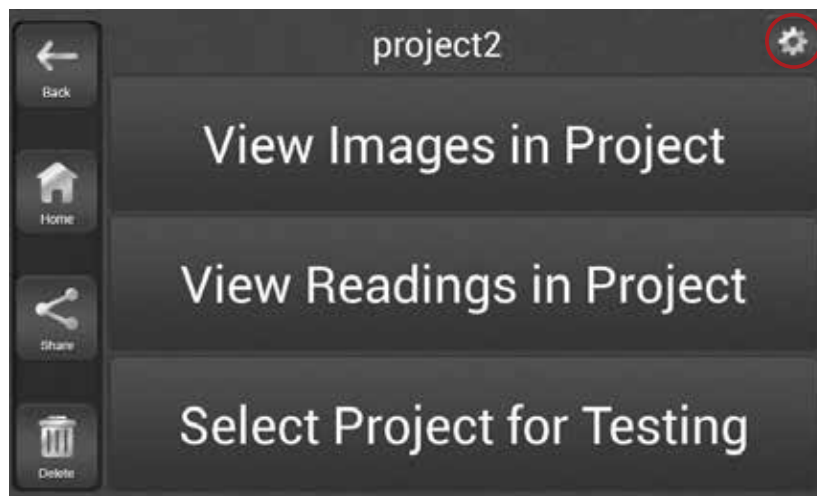 project2
Back
Home
Share
Delete
View Images in Project
View Readings in Project
Select Project for Testing